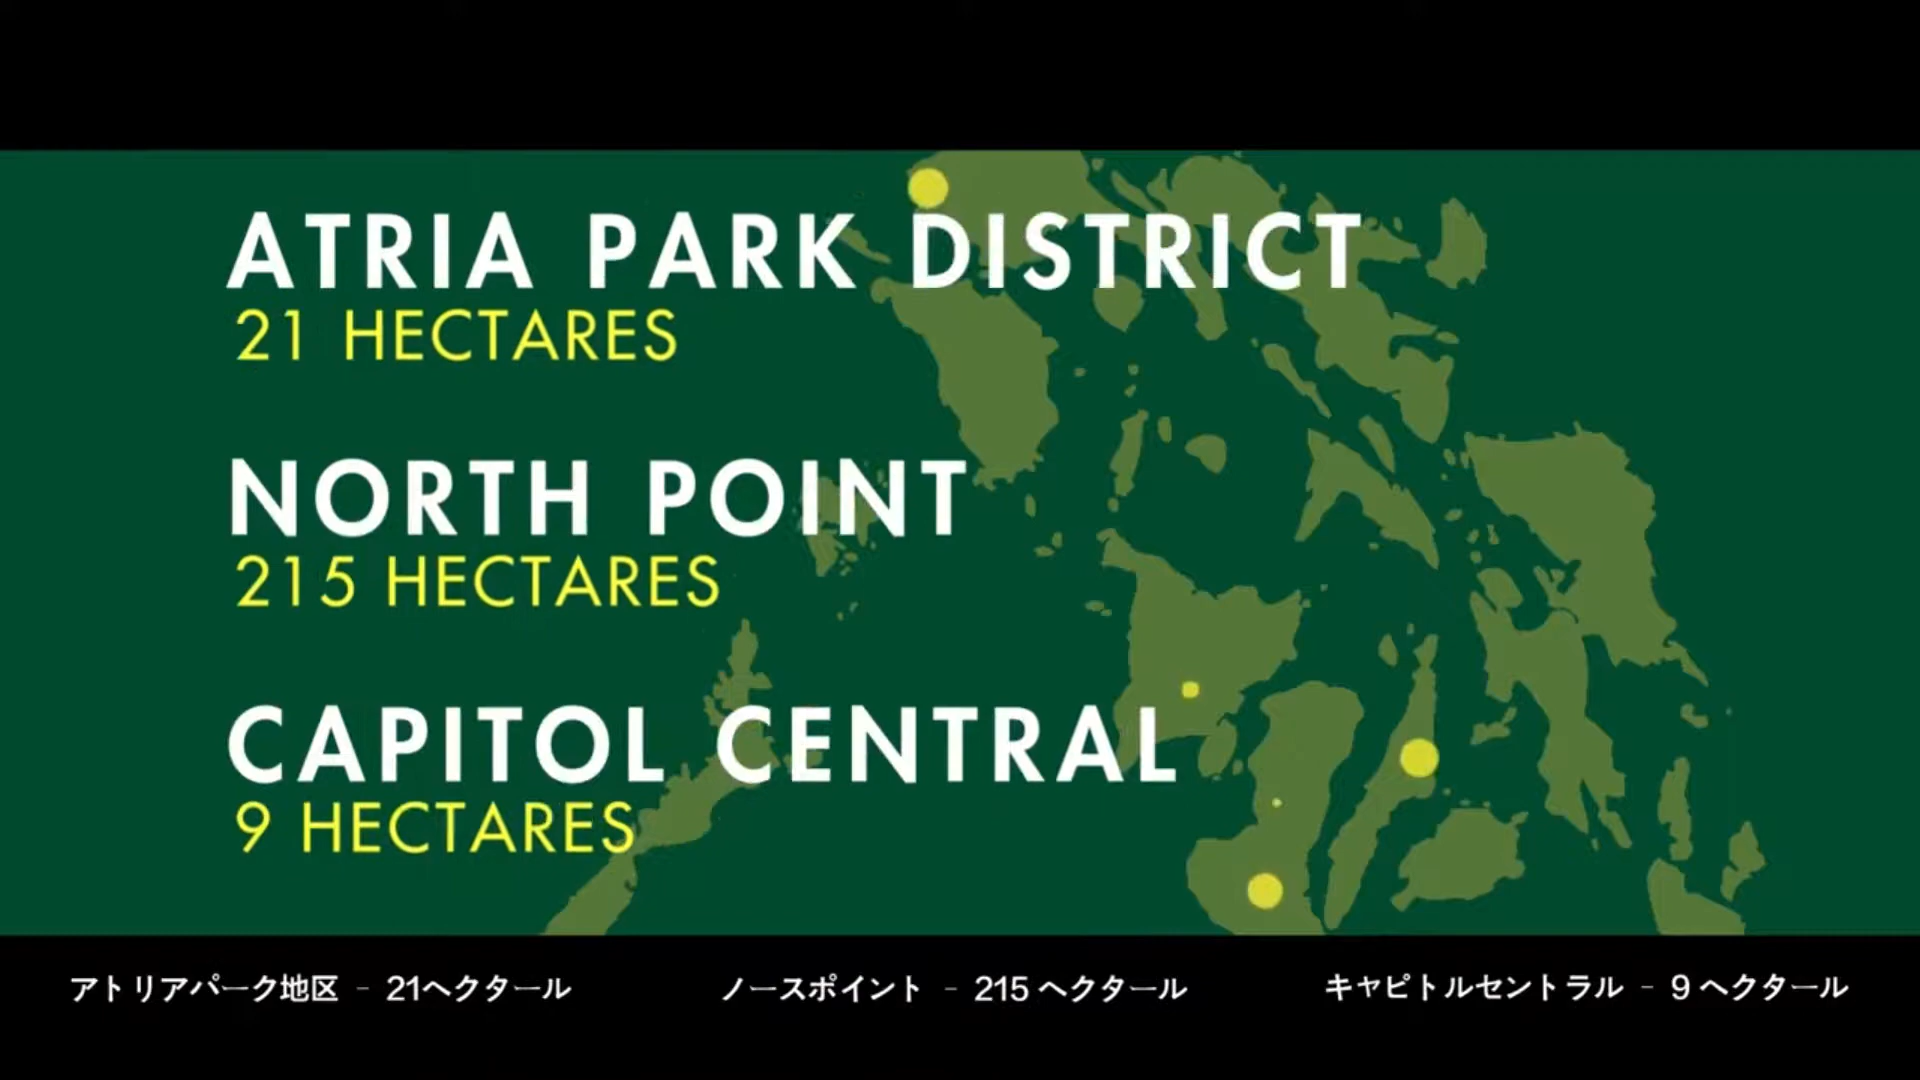 ATRIA PARK DISTRICT
21 HECTARES
NORTH POINT
215 HECTARES
CAPITOL CENTRAL
9 HECTARES
アトリアパーク地区 - 21ヘクタール
ノースポイント - 215 ヘクタール
キャピトルセントラル - 9 ヘクタール